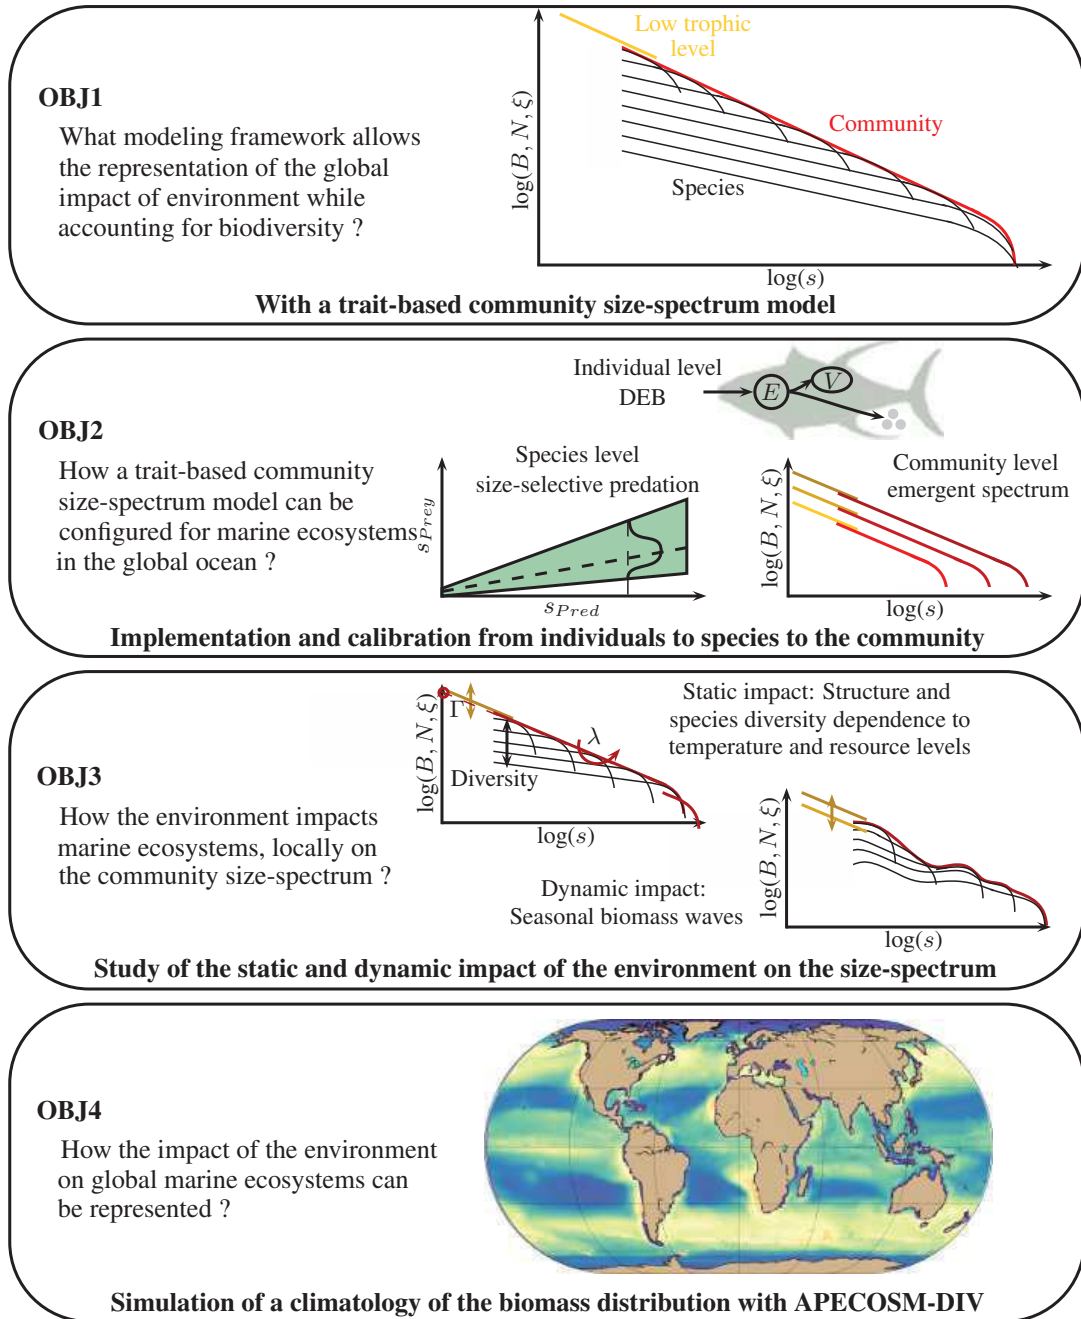 OBJ1
What modeling framework allows
the representation of the global
impact of environment while
accounting for biodiversity ?
Low trophic
level
Community
Species
log(B, N, ξ)
log(s)
With a trait-based community size-spectrum model
OBJ2
How a trait-based community
size-spectrum model can be
configured for marine ecosystems
in the global ocean ?
Individual level
DEB
E
V
Species level
size-selective predation
s_{Prey}
s_{Pred}
Community level
emergent spectrum
log(B, N, ξ)
log(s)
Implementation and calibration from individuals to species to the community
OBJ3
How the environment impacts
marine ecosystems, locally on
the community size-spectrum ?
log(B, N, ξ)
Γ
λ
Diversity
log(s)
Static impact: Structure and
species diversity dependence to
temperature and resource levels
Dynamic impact:
Seasonal biomass waves
log(B, N, ξ)
log(s)
Study of the static and dynamic impact of the environment on the size-spectrum
OBJ4
How the impact of the environment
on global marine ecosystems can
be represented ?
Simulation of a climatology of the biomass distribution with APECOSM-DIV